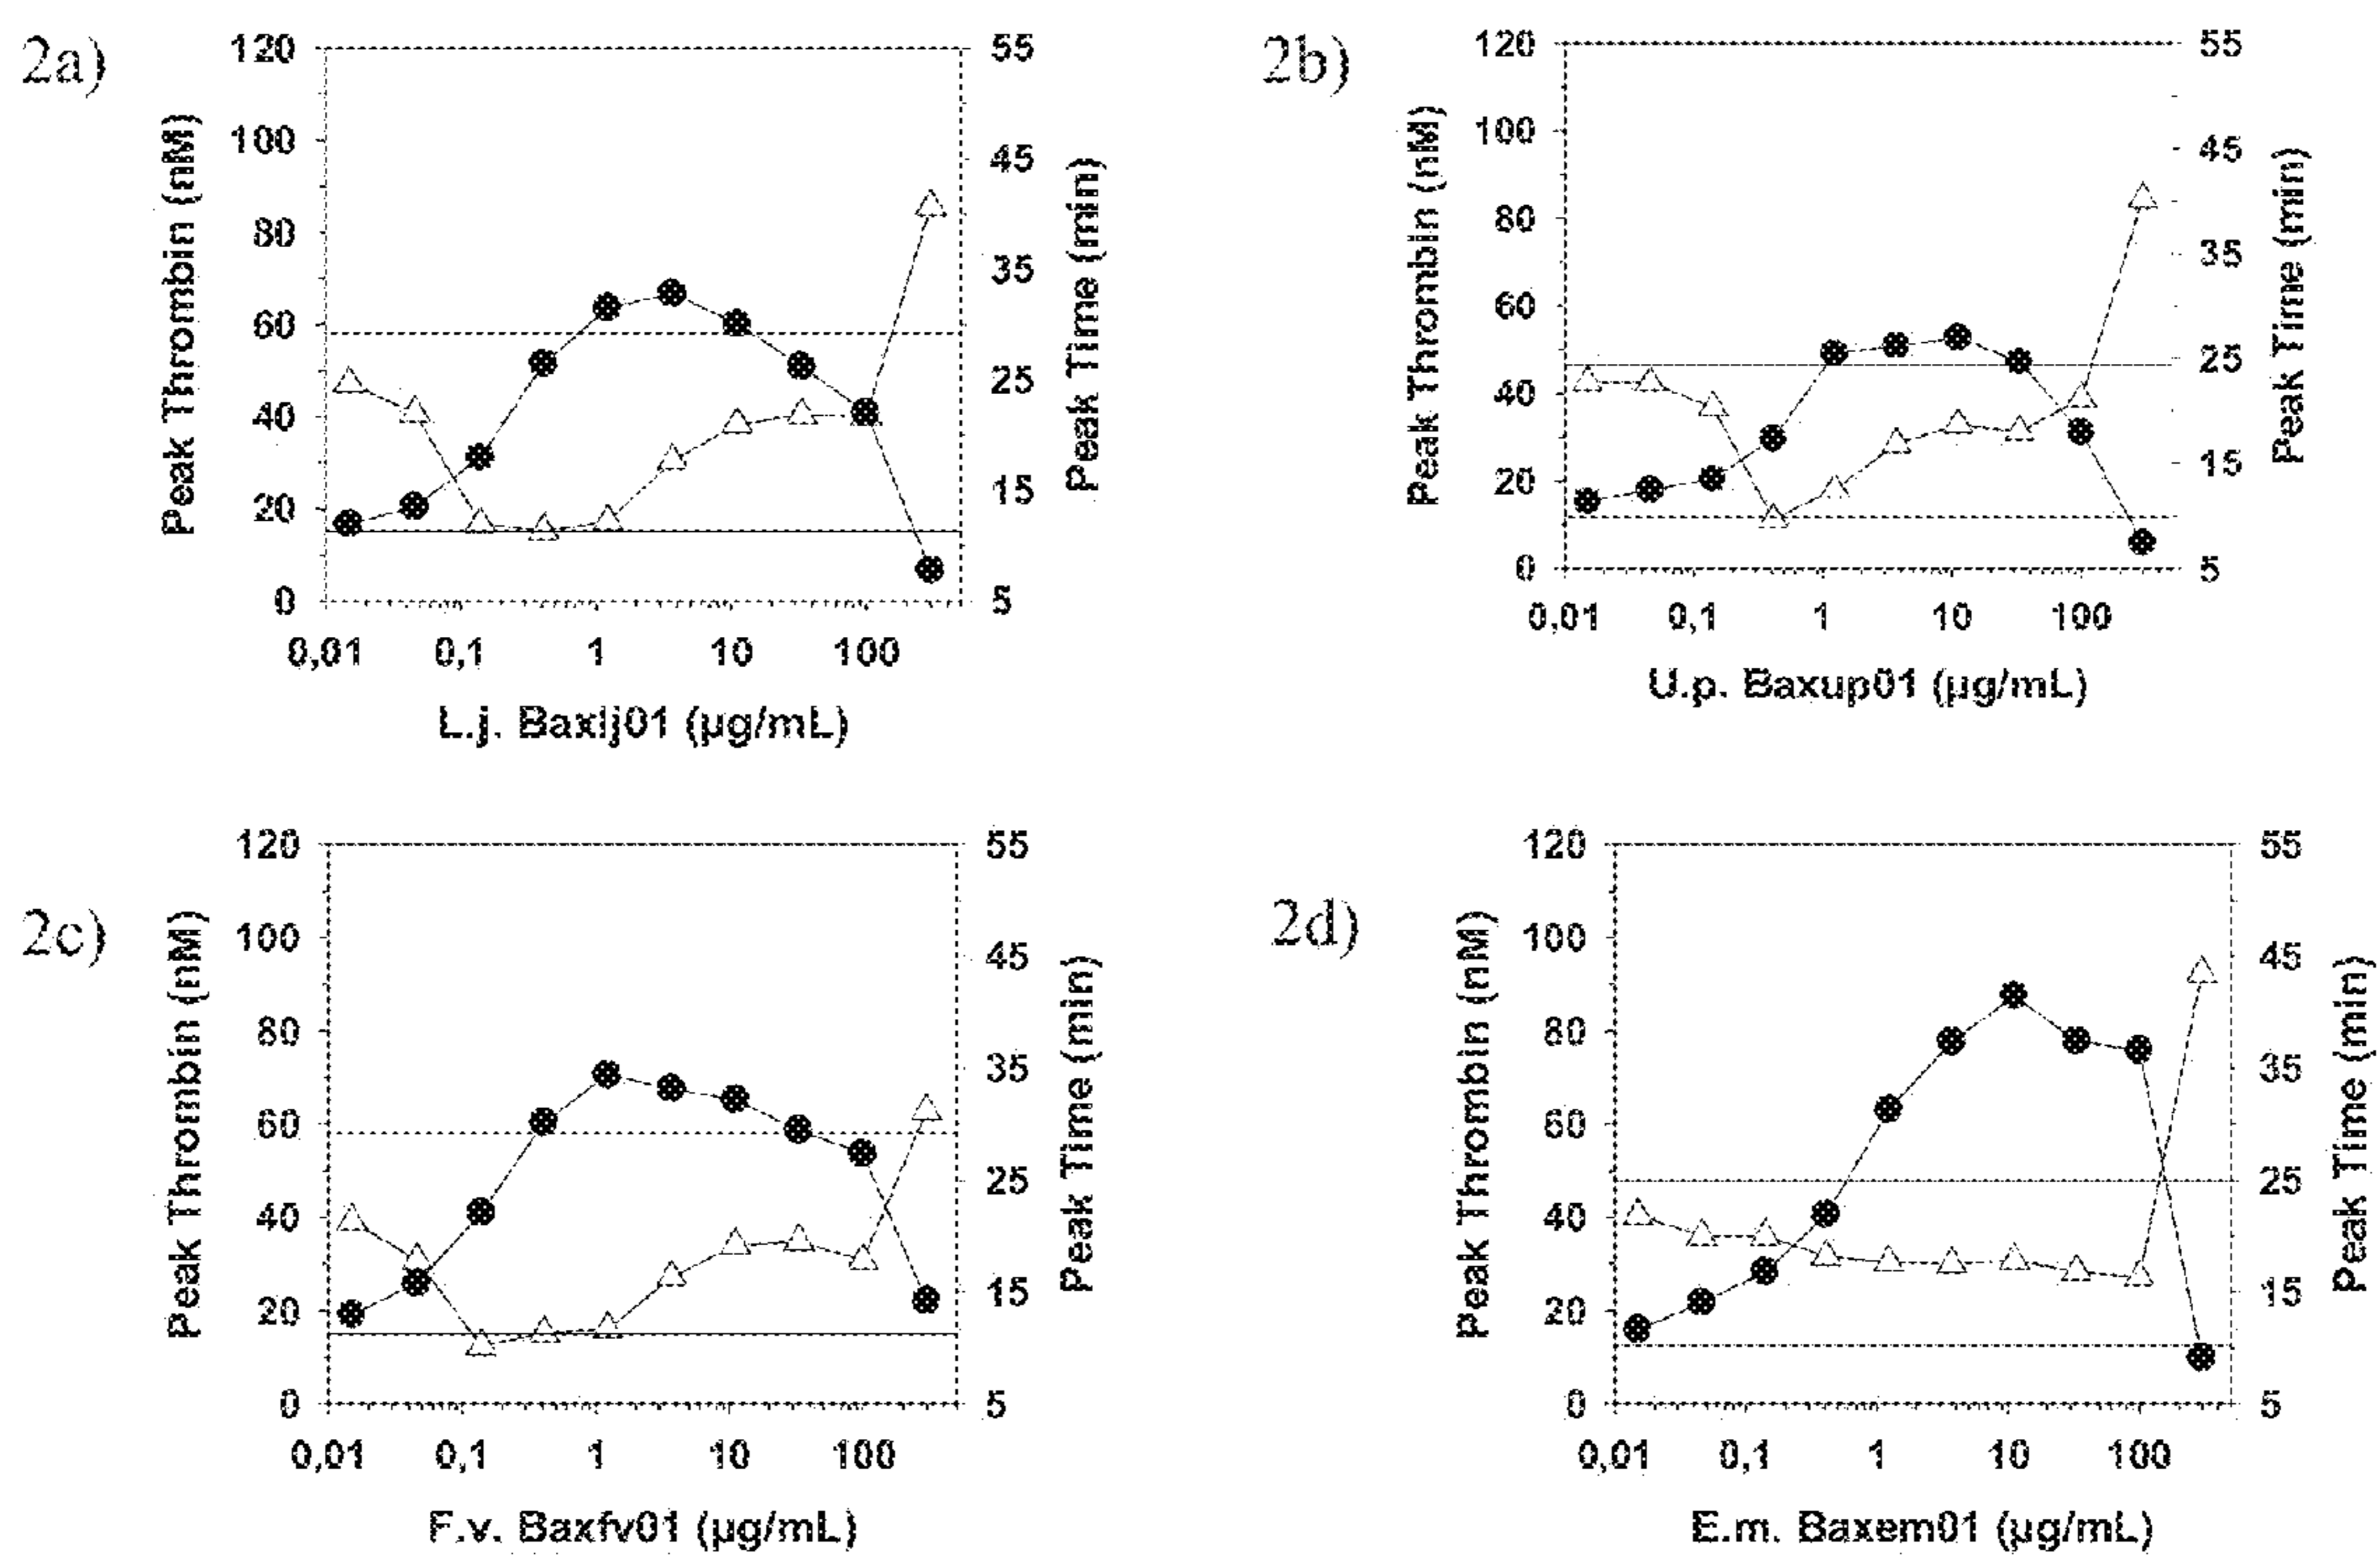 2a)
120
100
80
60
40
20
0
Peak Thrombin (nM)
55
45
35
25
15
5
Peak Time (min)
0,01 0,1 1 10 100
L.j. Baxlj01 (µg/mL)
2b)
120
100
80
60
40
20
0
Peak Thrombin (nM)
55
45
35
25
15
5
Peak Time (min)
0,01 0,1 1 10 100
U.p. Baxup01 (µg/mL)
2c)
120
100
80
60
40
20
0
Peak Thrombin (nM)
55
45
35
25
15
5
Peak Time (min)
0,01 0,1 1 10 100
F.v. Baxfv01 (µg/mL)
2d)
120
100
80
60
40
20
0
Peak Thrombin (nM)
55
45
35
25
15
5
Peak Time (min)
0,01 0,1 1 10 100
E.m. Baxem01 (µg/mL)